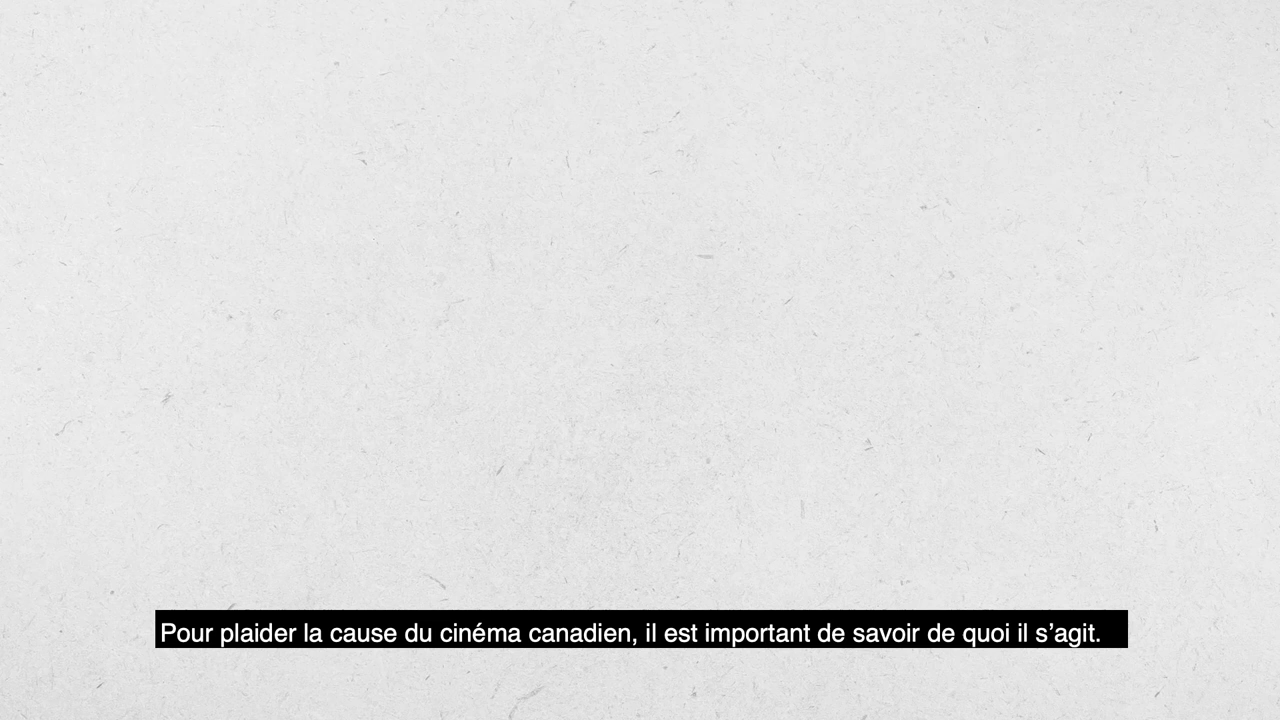 Pour plaider la cause du cinéma canadien, il est important de savoir de quoi il s’agit.